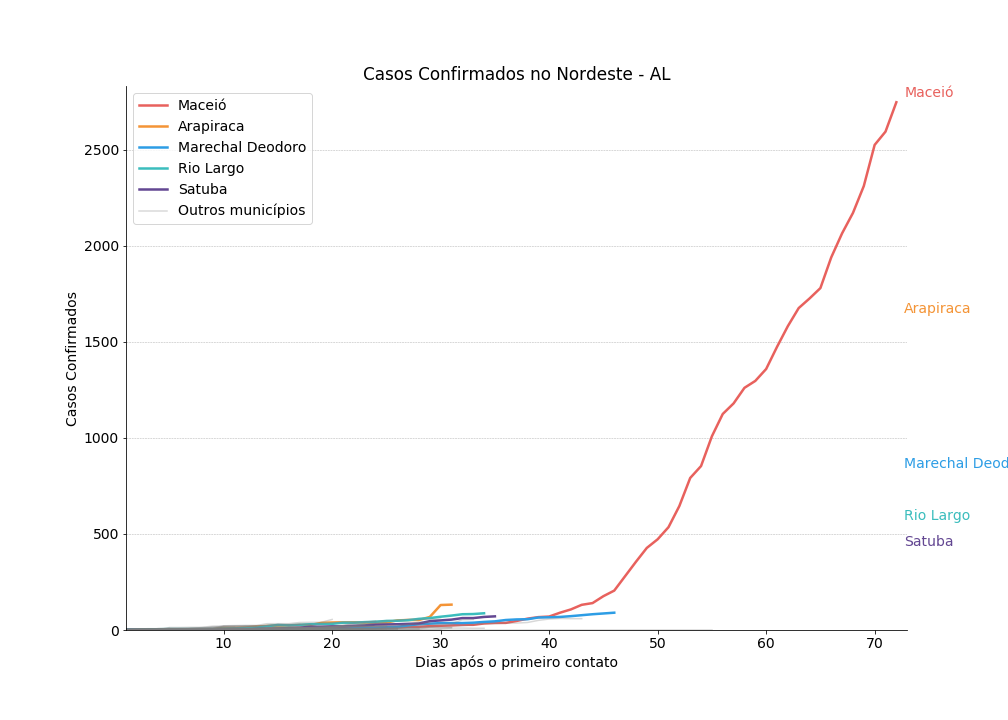 Casos Confirmados no Nordeste - AL
Maceió
Arapiraca
Marechal Deodoro
Rio Largo
Satuba
Outros municípios
Maceió
Arapiraca
Marechal Deod
Rio Largo
Satuba
Casos Confirmados
2500
2000
1500
1000
500
0
10 20 30 40 50 60 70
Dias após o primeiro contato